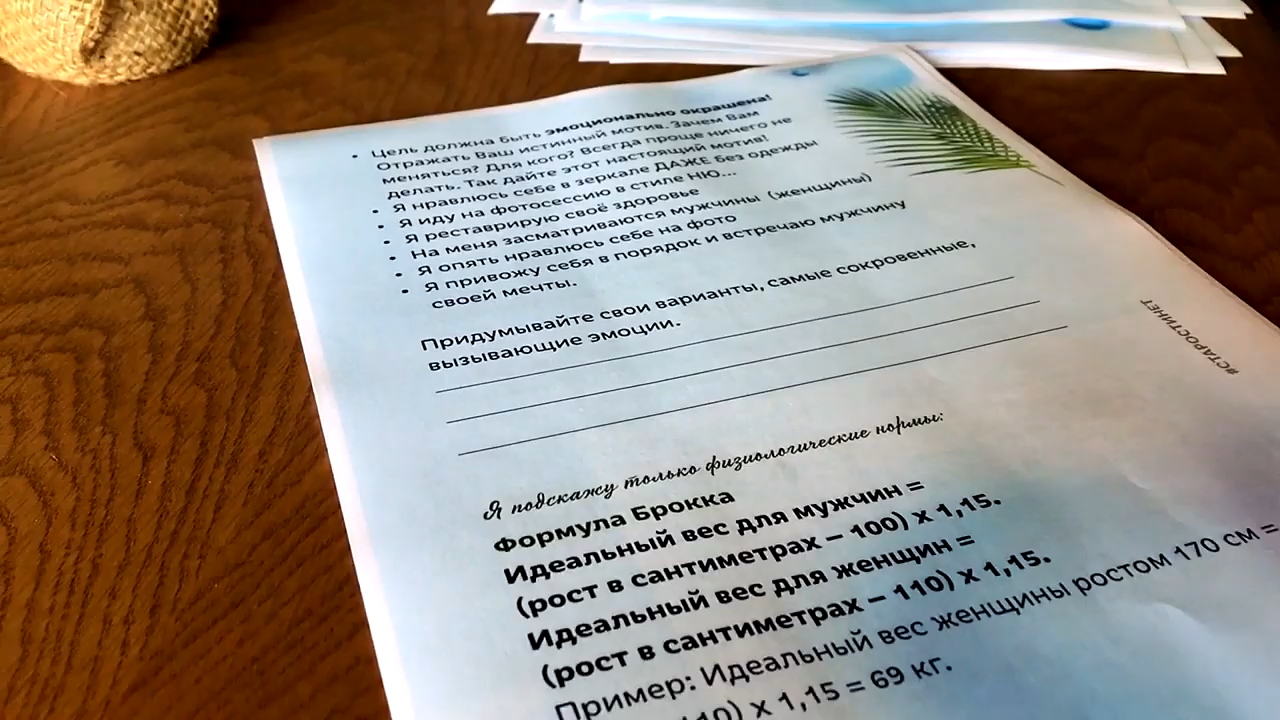 • Цель должна быть эмоционально окрашена!
Отражать Ваш истинный мотив. Зачем Вам
меняться? Для кого? Всегда проще ничего не
делать. Так дайте этот настоящий мотив!
• Я нравлюсь себе в зеркале ДАЖЕ без одежды
• Я иду на фотосессию в стиле НЮ...
• Я реставрирую своё здоровье
• На меня засматриваются мужчины (женщины)
• Я опять нравлюсь себе на фото
• Я привожу себя в порядок и встречаю мужчину
своей мечты.
Придумывайте свои варианты, самые сокровенные,
вызывающие эмоции.
#СТАРОСТИНЕТ
Я подскажу только физиологические нормы:
Формула Брокка
Идеальный вес для мужчин =
(рост в сантиметрах – 100) x 1,15.
Идеальный вес для женщин =
(рост в сантиметрах – 110) x 1,15.
Пример: Идеальный вес женщины ростом 170 см =
110) x 1,15 = 69 кг.